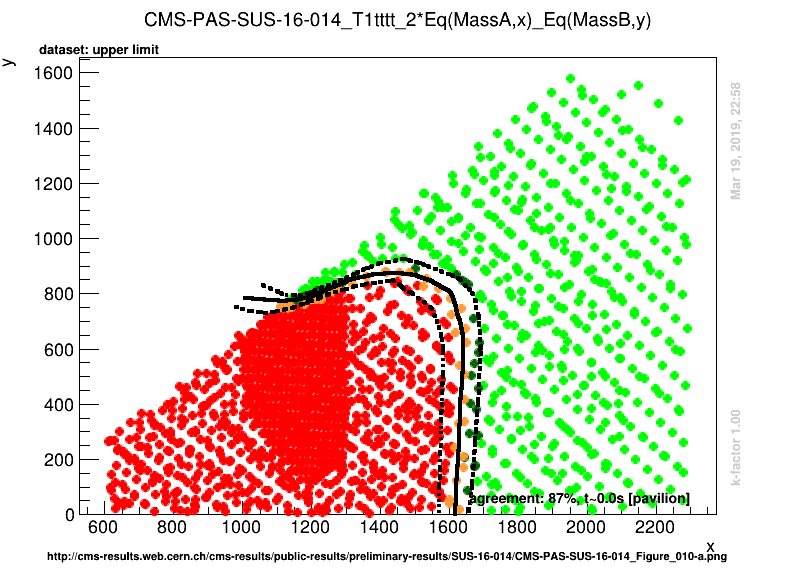 CMS-PAS-SUS-16-014_T1tttt_2*Eq(MassA,x)_Eq(MassB,y)
dataset: upper limit
y
1600
1400
1200
1000
800
600
400
200
0
600
800
1000
1200
1400
1600
1800
2000
2200
x
agreement: 87%, t~0.0s [pavilion]
Mar 19, 2019, 22:58
k-factor 1.00
http://cms-results.web.cern.ch/cms-results/public-results/preliminary-results/SUS-16-014/CMS-PAS-SUS-16-014_Figure_010-a.png